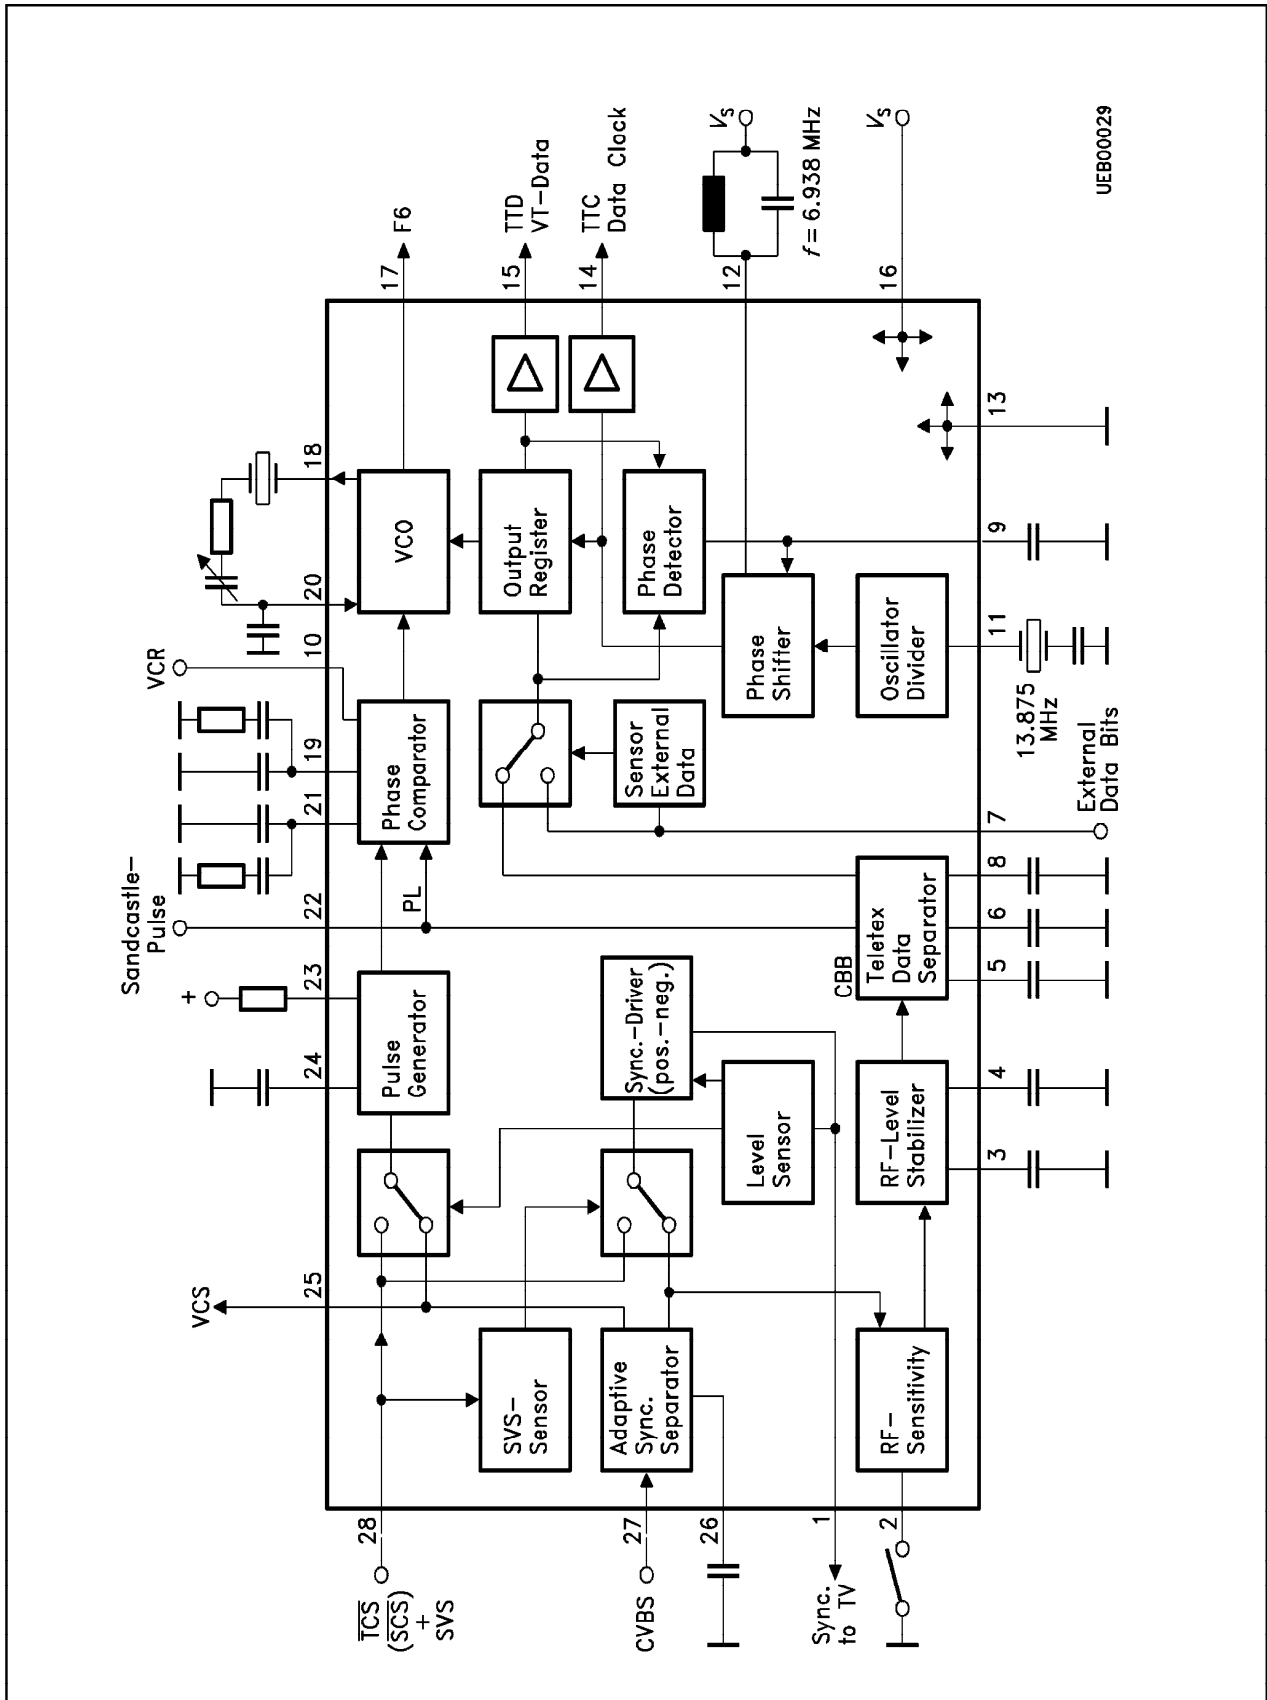 Sandcastle-
Pulse
+
VCR
24
23
22
21
19
10
20
18
VCS
25
17
F6
TCS
(SCS)
+
SVS
28
Pulse
Generator
PL
Phase
Comparator
VCO
SVS-
Sensor
Output
Register
15
TTD
VT-Data
CVBS
27
Adaptive
Sync.
Separator
Sync.-Driver
(pos.-neg.)
Sensor
External
Data
Phase
Detector
14
TTC
Data Clock
26
Level
Sensor
Phase
Shifter
12
Vs
f = 6.938 MHz
Sync.
to TV
1
CBB
2
RF-
Sensitivity
RF-Level
Stabilizer
Teletex
Data
Separator
Oscillator
Divider
16
Vs
3
4
5
6
8
7
11
9
13
External
Data Bits
13.875
MHz
UEB00029